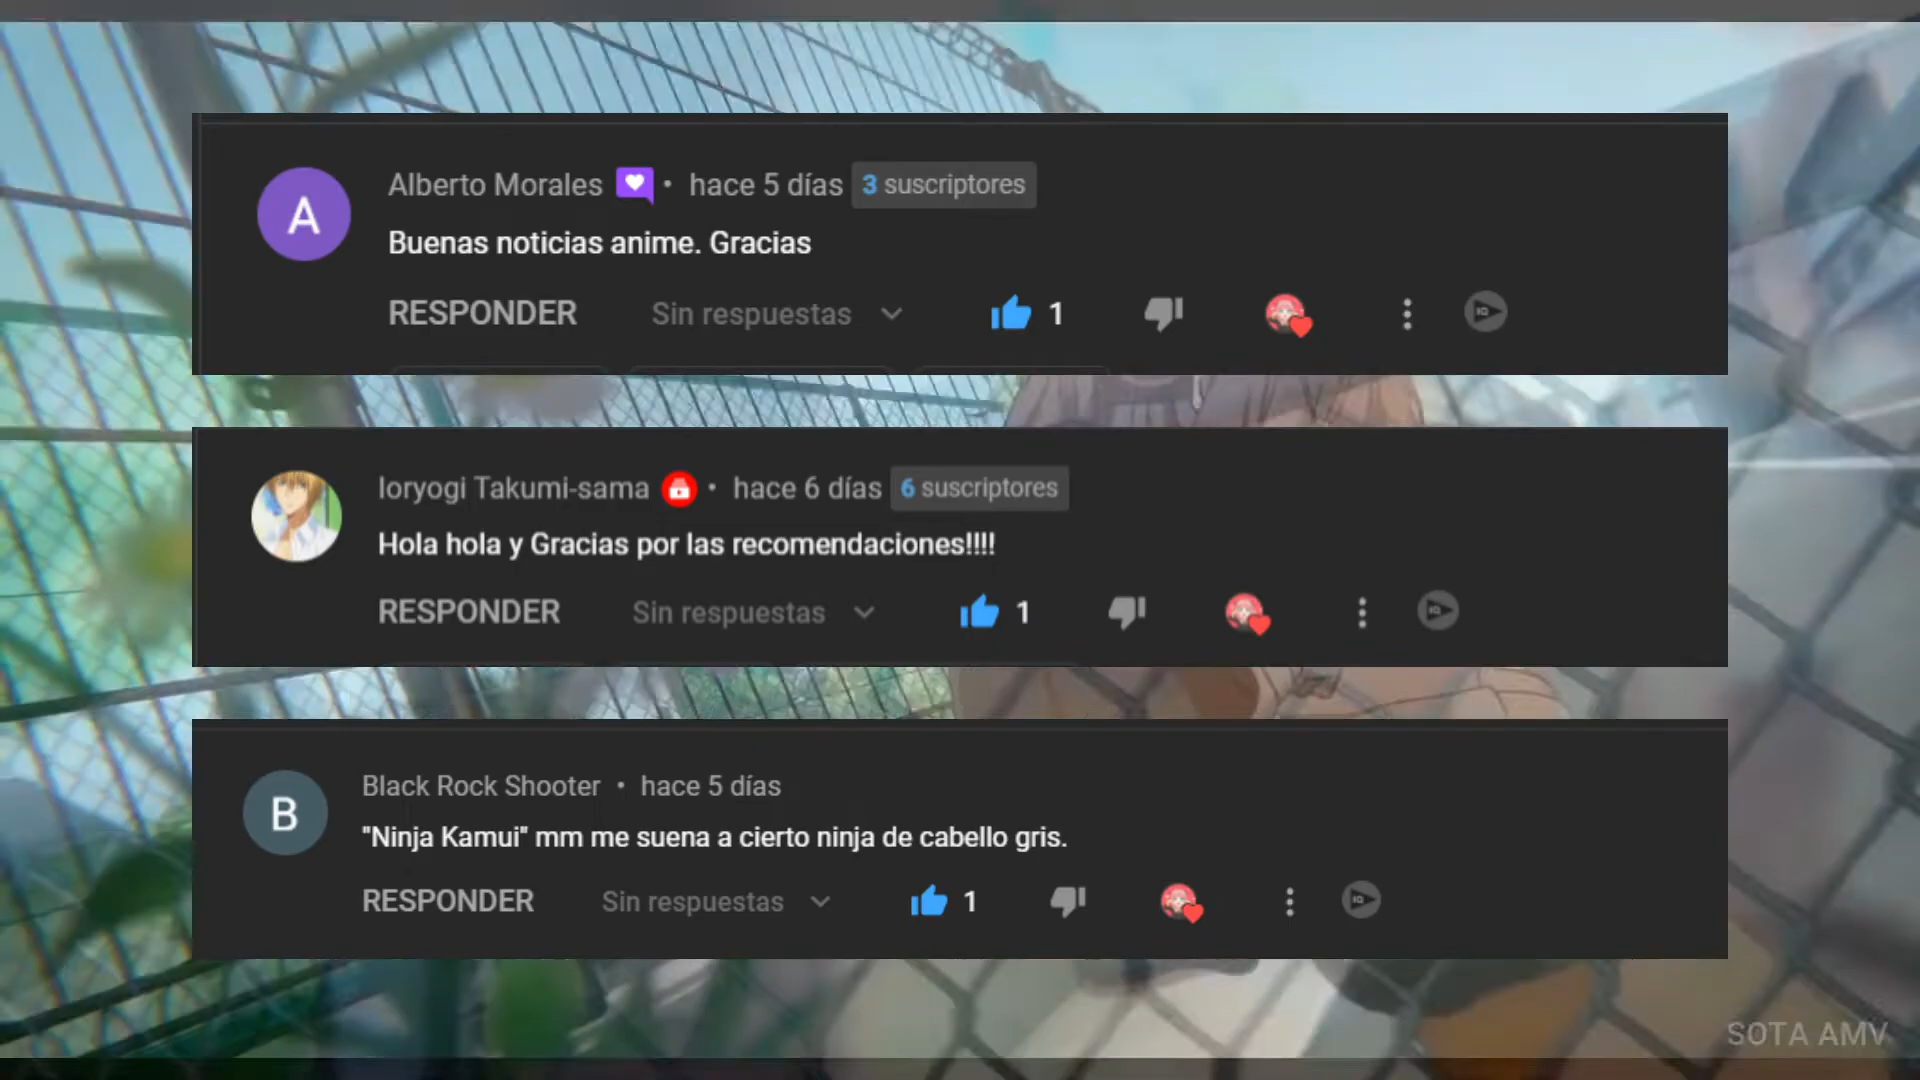 A
Alberto Morales • hace 5 días 3 suscriptores
Buenas noticias anime. Gracias
RESPONDER Sin respuestas 1
Ioryogi Takumi-sama • hace 6 días 6 suscriptores
Hola hola y Gracias por las recomendaciones!!!!
RESPONDER Sin respuestas 1
B
Black Rock Shooter • hace 5 días
"Ninja Kamui" mm me suena a cierto ninja de cabello gris.
RESPONDER Sin respuestas 1
SOTA AMV